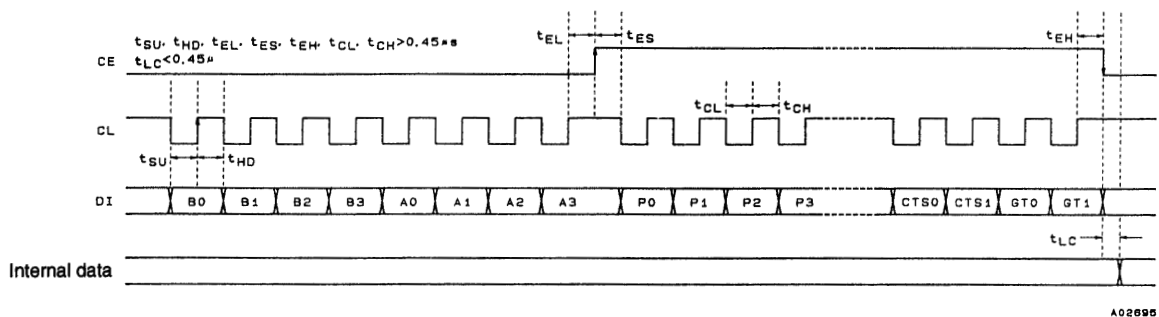 tSU, tHD, tEL, tES, tEH, tCL, tCH>0.45µs
tLC<0.45µ
tEL
tES
tEH
CE
tCL
tCH
CL
tSU
tHD
DI
B0 B1 B2 B3 A0 A1 A2 A3 P0 P1 P2 P3 CTS0 CTS1 GT0 GT1
tLC
Internal data
A02695